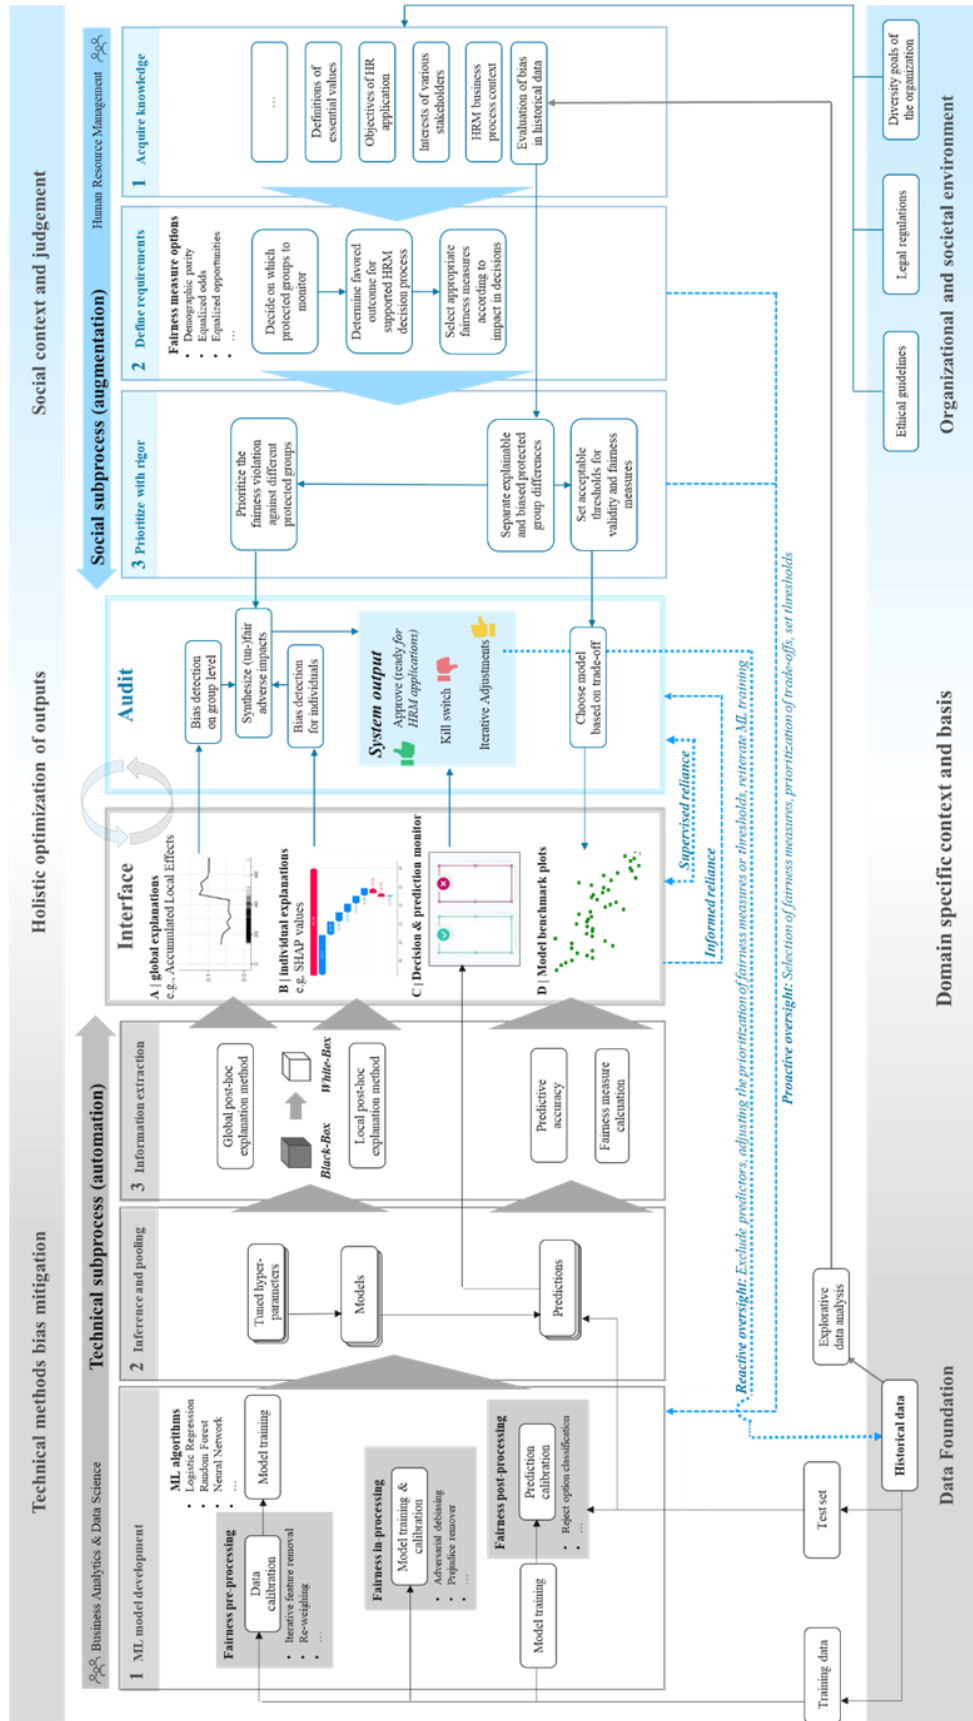 Technical methods bias mitigation
Holistic optimization of outputs
Social context and judgement
Business Analytics & Data Science
Technical subprocess (automation)
Social subprocess (augmentation)
Human Resource Management
1 ML model development
Fairness pre-processing
Data
calibration
• Iterative feature removal
• Re-weighing
• …
ML algorithms
• Logistic Regression
• Random Forest
• Neural Network
• …
Model training
Fairness in-processing
Model training &
calibration
• Adversarial debiasing
• Prejudice remover
• …
Model training
Fairness post-processing
Prediction
calibration
• Reject option classification
• …
2 Inference and pooling
Tuned hyper-
parameters
Models
Predictions
3 Information extraction
Global post-hoc
explanation method
Black-Box
White-Box
Local post-hoc
explanation method
Predictive
accuracy
Fairness measure
calcuation
Interface
A | global explanations
e.g., Accumulated Local Effects
B | individual explanations
e.g. SHAP values
C | Decision & prediction monitor
D | Model benchmark plots
Audit
Bias detection
on group level
Synthesize (un-)fair
adverse impacts
Bias detection
for individuals
System output
Approve (ready for
HRM applications)
Kill switch
Iterative Adjustments
Choose model
based on trade-off
3 Prioritize with rigor
Prioritize the
fairness violation
against different
protected groups
Separate explainable
and biased protected
group differences
Set acceptable
thresholds for
validity and fairness
measures
2 Define requirements
Fairness measure options
• Demographic parity
• Equalized odds
• Equalized opportunities
• …
Decide on which
protected groups to
monitor
Determine favored
outcome for
supported HRM
decision process
Select appropriate
fairness measures
according to
impact in decisions
1 Acquire knowledge
…
Definitions of
essential values
Objectives of HR
application
Interests of various
stakeholders
HRM business
process context
Evaluation of bias
in historical data
Supervised reliance
Informed reliance
Reactive oversight: Exclude predictors, adjusting the prioritization of fairness measures or thresholds, reiterate ML training
Proactive oversight: Selection of fairness measures, prioritization of trade-offs, set thresholds
Training data
Test set
Historical data
Explorative
data analysis
Ethical guidelines
Legal regulations
Diversity goals of
the organization
Data Foundation
Domain specific context and basis
Organizational and societal environment